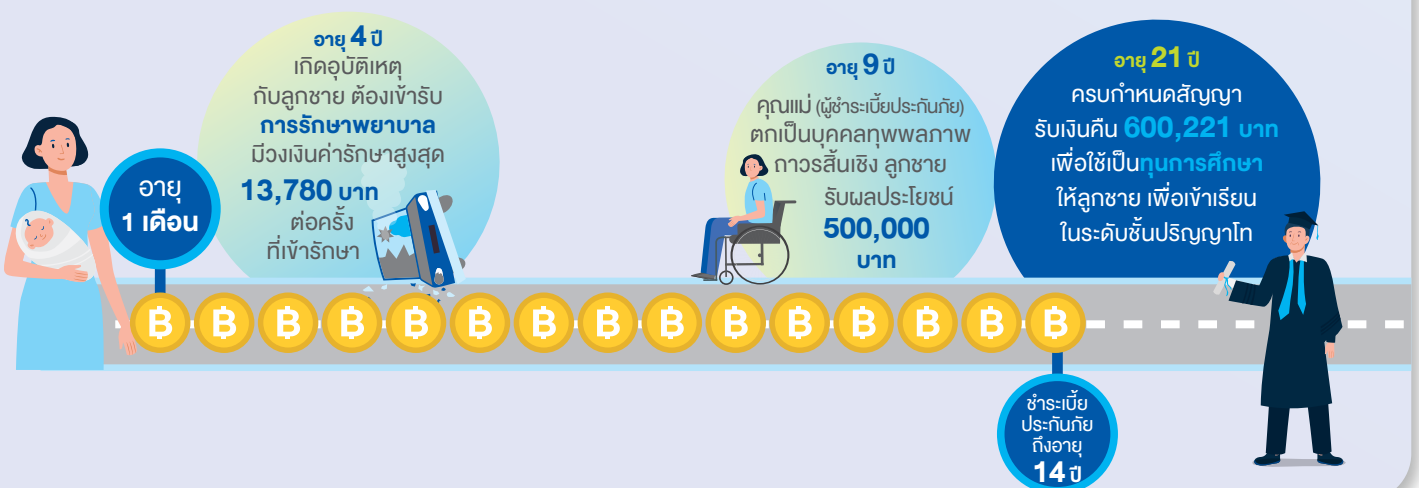 อายุ
1 เดือน
อายุ 4 ปี
เกิดอุบัติเหตุ
กับลูกชาย ต้องเข้ารับ
การรักษาพยาบาล
มีวงเงินค่ารักษาสูงสุด
13,780 บาท
ต่อครั้ง
ที่เข้ารักษา
อายุ 9 ปี
คุณแม่ (ผู้ชำระเบี้ยประกันภัย)
ตกเป็นบุคคลทุพพลภาพ
ถาวรสิ้นเชิง ลูกชาย
รับผลประโยชน์
500,000
บาท
อายุ 21 ปี
ครบกำหนดสัญญา
รับเงินคืน 600,221 บาท
เพื่อใช้เป็นทุนการศึกษา
ให้ลูกชาย เพื่อเข้าเรียน
ในระดับชั้นปริญญาโท
฿ ฿ ฿ ฿ ฿ ฿ ฿ ฿ ฿ ฿ ฿ ฿ ฿ ฿ ฿
ชำระเบี้ย
ประกันภัย
ถึงอายุ
14 ปี